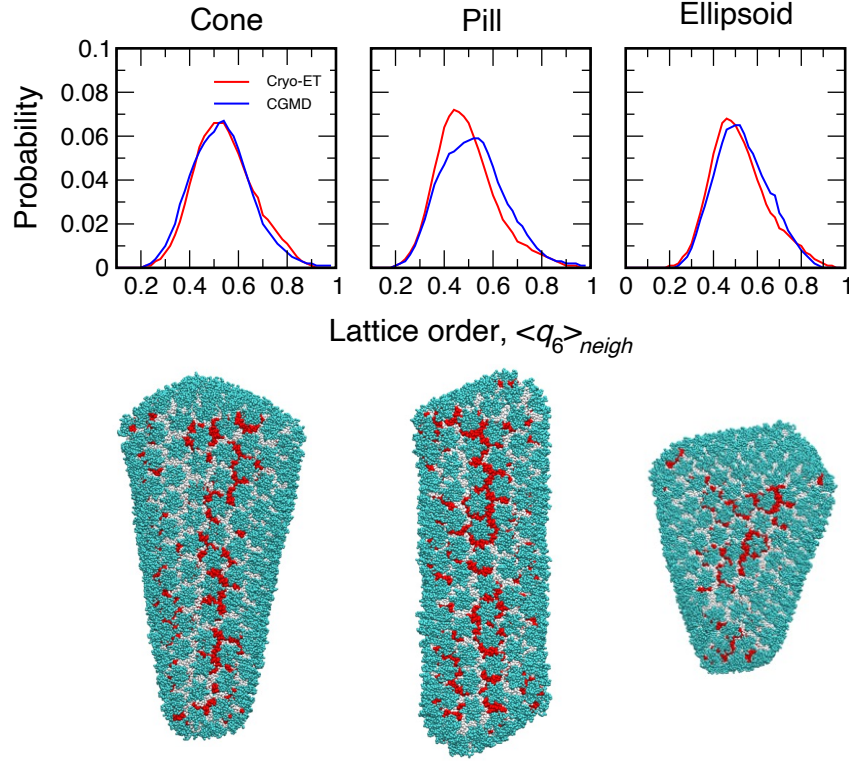 Cone Pill Ellipsoid
Probability
0.1
0.08
0.06
0.04
0.02
0
Cryo-ET
CGMD
0.2 0.4 0.6 0.8 1
0.2 0.4 0.6 0.8 1
0 0.2 0.4 0.6 0.8 1
Lattice order, <q6>neigh